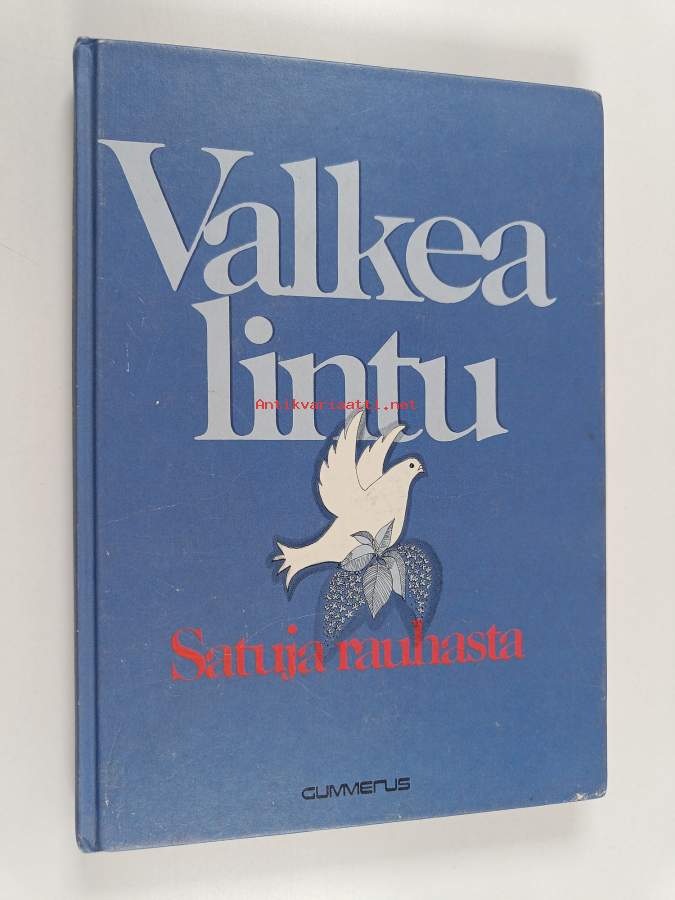 Valkea
lintu
Antikvariaatti.net
Satuja rauhasta
GUMMERUS